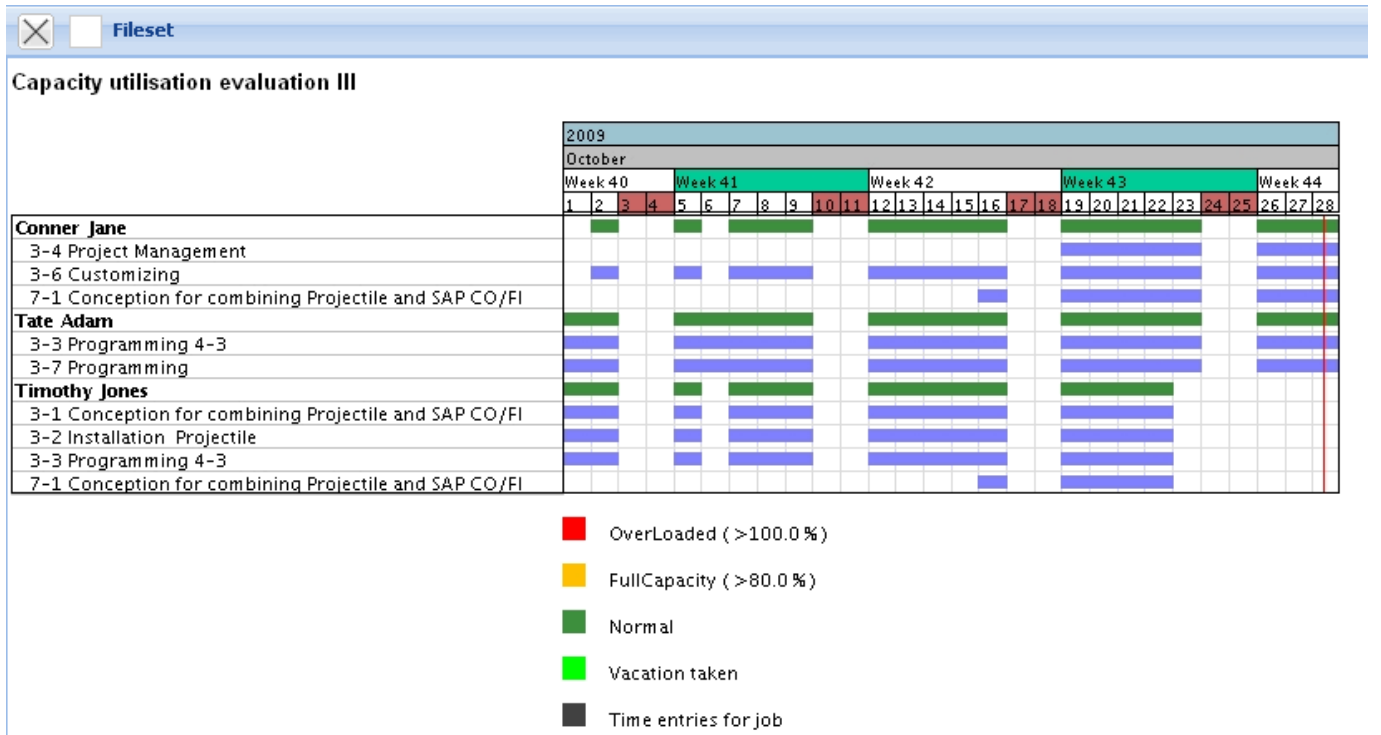 Fileset
Capacity utilisation evaluation III
2009
October
Week 40 Week 41 Week 42 Week 43 Week 44
1 2 3 4 5 6 7 8 9 10 11 12 13 14 15 16 17 18 19 20 21 22 23 24 25 26 27 28
Conner Jane
3-4 Project Management
3-6 Customizing
7-1 Conception for combining Projectile and SAP CO/FI
Tate Adam
3-3 Programming 4-3
3-7 Programming
Timothy Jones
3-1 Conception for combining Projectile and SAP CO/FI
3-2 Installation Projectile
3-3 Programming 4-3
7-1 Conception for combining Projectile and SAP CO/FI
OverLoaded (>100.0%)
FullCapacity (>80.0%)
Normal
Vacation taken
Time entries for job